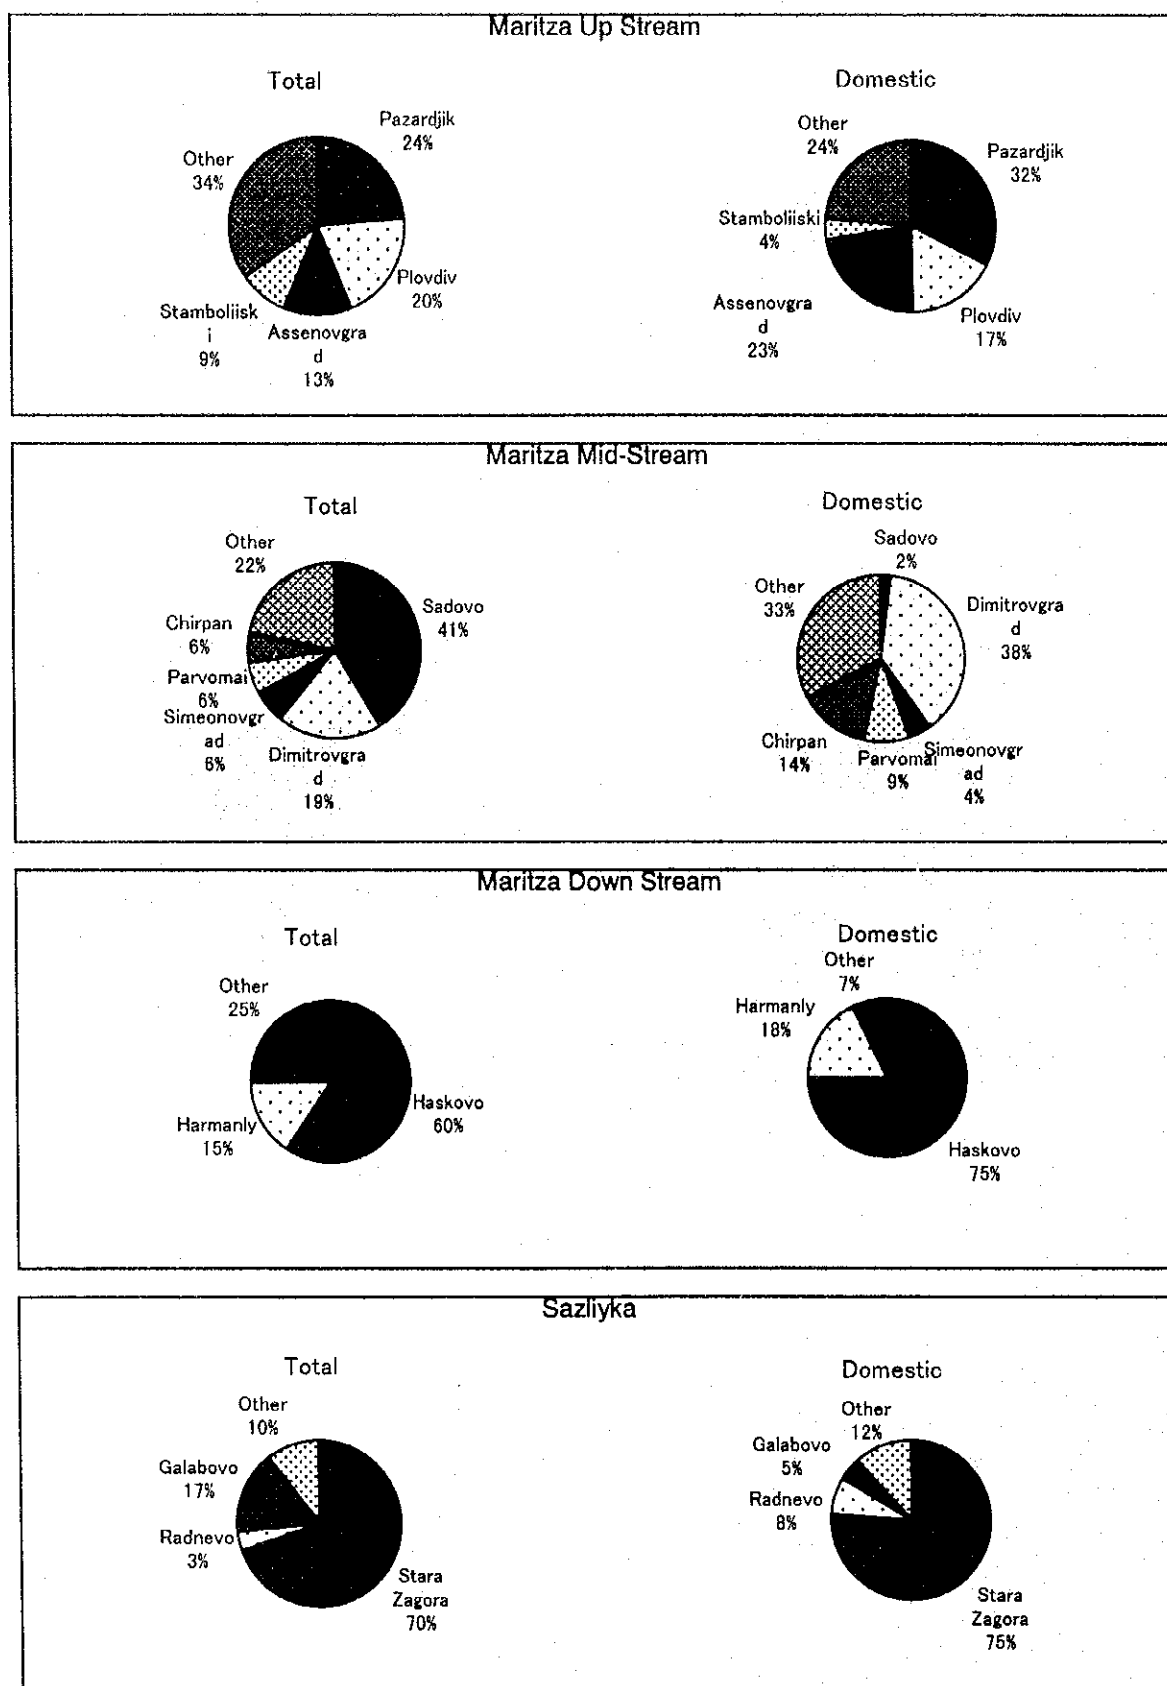 Maritza Up Stream
Total
Pazardjik
24%
Other
34%
Plovdiv
20%
Stamboliisk
i
9%
Assenovgra
d
13%
Domestic
Other
24%
Pazardjik
32%
Stamboliiski
4%
Assenovgra
d
23%
Plovdiv
17%
Maritza Mid-Stream
Total
Other
22%
Sadovo
41%
Chirpan
6%
Parvomai
6%
Simeonovgr
ad
6%
Dimitrovgra
d
19%
Domestic
Sadovo
2%
Other
33%
Dimitrovgra
d
38%
Chirpan
14%
Parvomai
9%
Simeonovgr
ad
4%
Maritza Down Stream
Total
Other
25%
Haskovo
60%
Harmanly
15%
Domestic
Other
7%
Harmanly
18%
Haskovo
75%
Sazliyka
Total
Other
10%
Galabovo
17%
Radnevo
3%
Stara
Zagora
70%
Domestic
Other
12%
Galabovo
5%
Radnevo
8%
Stara
Zagora
75%